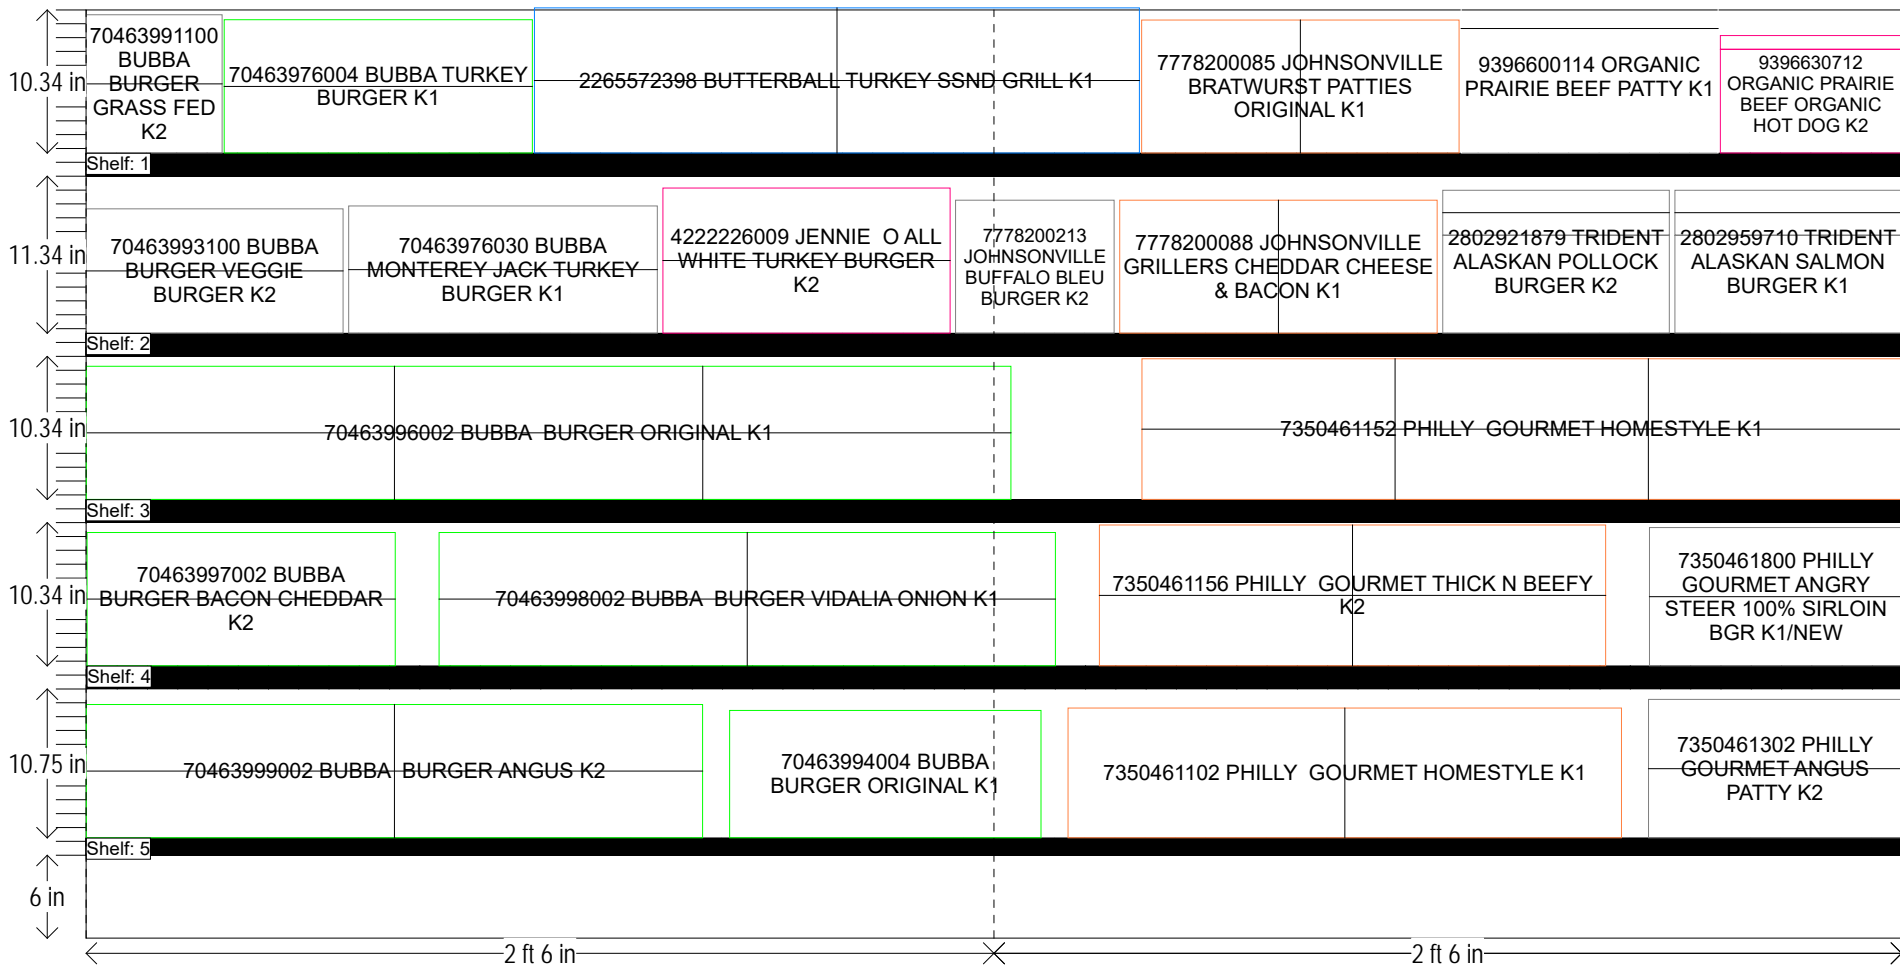 70463991100
BUBBA
BURGER
GRASS FED
K2
70463976004 BUBBA TURKEY
BURGER K1
2265572398 BUTTERBALL TURKEY SSND GRILL K1
7778200085 JOHNSONVILLE
BRATWURST PATTIES
ORIGINAL K1
9396600114 ORGANIC
PRAIRIE BEEF PATTY K1
9396630712
ORGANIC PRAIRIE
BEEF ORGANIC
HOT DOG K2
10.34 in
Shelf: 1
70463993100 BUBBA
BURGER VEGGIE
BURGER K2
70463976030 BUBBA
MONTEREY JACK TURKEY
BURGER K1
4222226009 JENNIE  O ALL
WHITE TURKEY BURGER
K2
7778200213
JOHNSONVILLE
BUFFALO BLEU
BURGER K2
7778200088 JOHNSONVILLE
GRILLERS CHEDDAR CHEESE
& BACON K1
2802921879 TRIDENT
ALASKAN POLLOCK
BURGER K2
2802959710 TRIDENT
ALASKAN SALMON
BURGER K1
11.34 in
Shelf: 2
70463996002 BUBBA  BURGER ORIGINAL K1
7350461152 PHILLY  GOURMET HOMESTYLE K1
10.34 in
Shelf: 3
70463997002 BUBBA
BURGER BACON CHEDDAR
K2
70463998002 BUBBA  BURGER VIDALIA ONION K1
7350461156 PHILLY  GOURMET THICK N BEEFY
K2
7350461800 PHILLY
GOURMET ANGRY
STEER 100% SIRLOIN
BGR K1/NEW
10.34 in
Shelf: 4
70463999002 BUBBA  BURGER ANGUS K2
70463994004 BUBBA
BURGER ORIGINAL K1
7350461102 PHILLY  GOURMET HOMESTYLE K1
7350461302 PHILLY
GOURMET ANGUS
PATTY K2
10.75 in
Shelf: 5
6 in
2 ft 6 in
2 ft 6 in